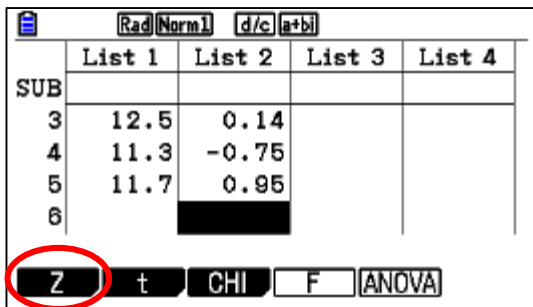 Rad Norm1 d/c a+bi
List 1 List 2 List 3 List 4
SUB
3 12.5 0.14
4 11.3 -0.75
5 11.7 0.95
6
Z t CHI F ANOVA